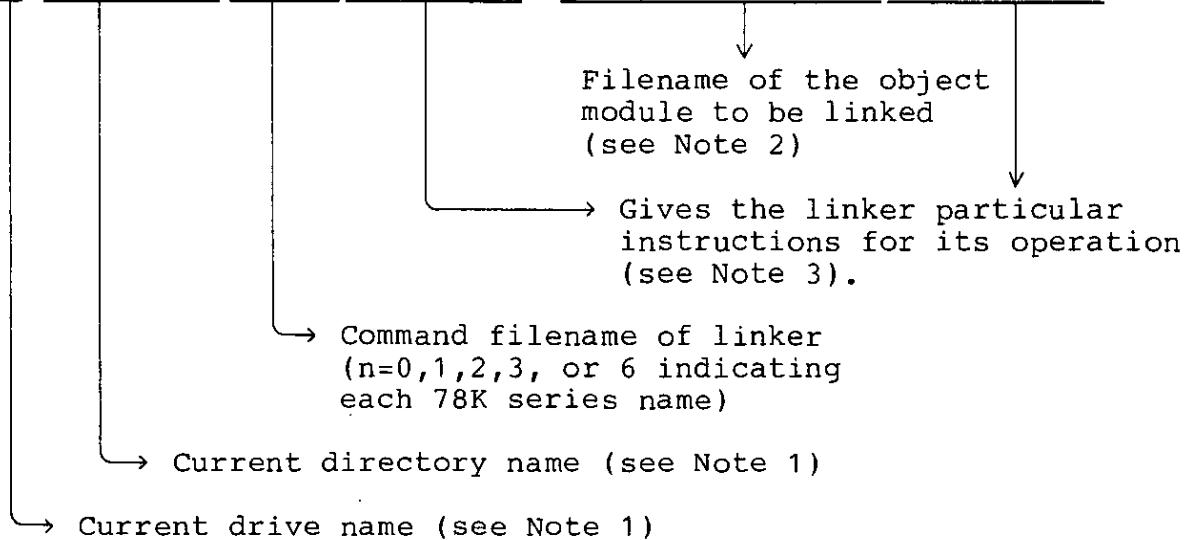 Filename of the object
module to be linked
(see Note 2)
Gives the linker particular
instructions for its operation
(see Note 3).
Command filename of linker
(n=0,1,2,3, or 6 indicating
each 78K series name)
Current directory name (see Note 1)
Current drive name (see Note 1)